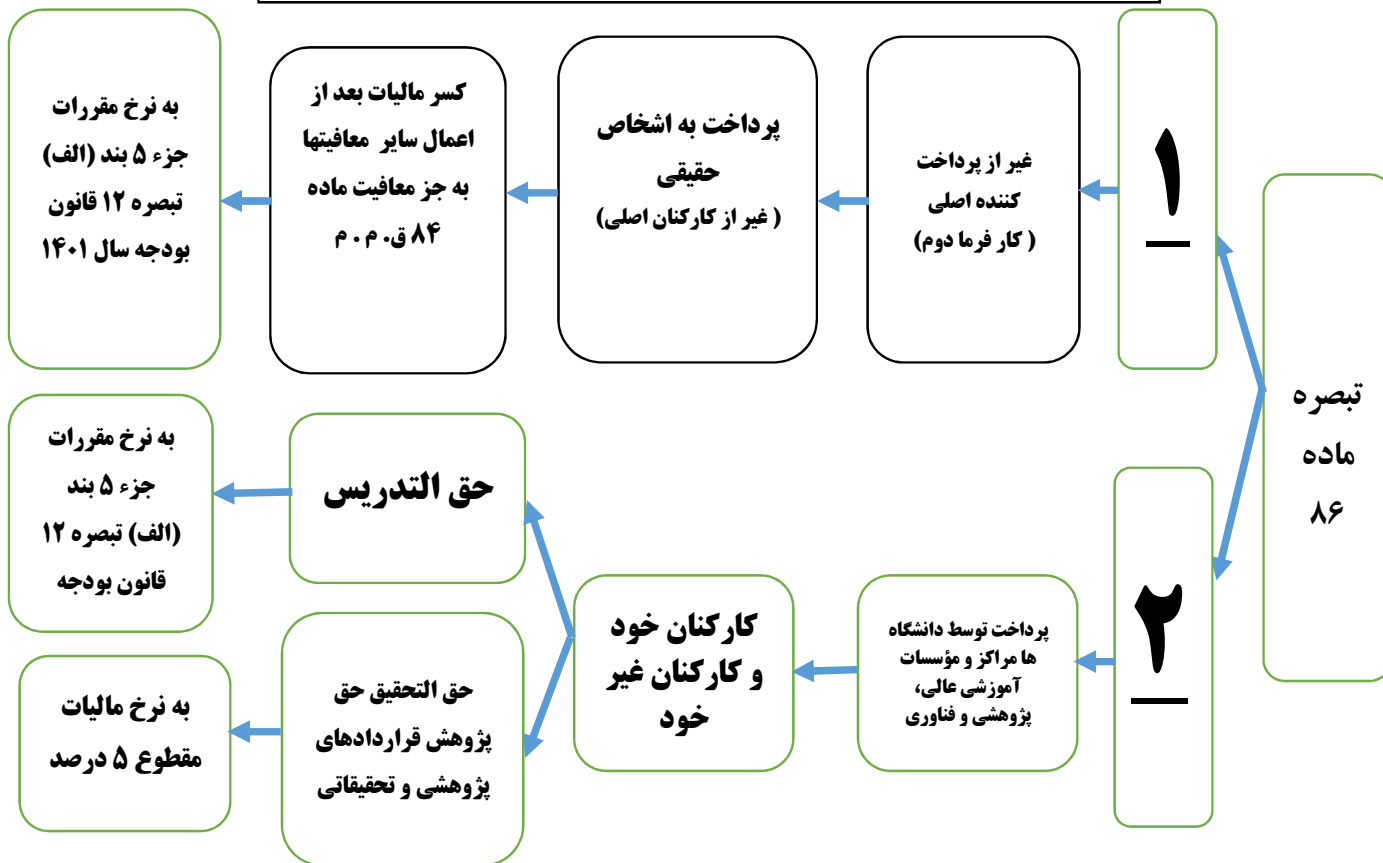 تبصره
ماده
۸۶
۱
غیر از پرداخت
کننده اصلی
( کار فرما دوم)
پرداخت به اشخاص
حقیقی
( غیر از کارکنان اصلی)
کسر مالیات بعد از
اعمال سایر معافیتها
به جز معافیت ماده
۸۴ ق. م . م
به نرخ مقررات
جزء ۵ بند (الف)
تبصره ۱۲ قانون
بودجه سال ۱۴۰۱
۲
پرداخت توسط دانشگاه
ها مراکز و مؤسسات
آموزشی عالی،
پژوهشی و فناوری
کارکنان خود
و کارکنان غیر
خود
حق التدریس
به نرخ مقررات
جزء ۵ بند
(الف) تبصره ۱۲
قانون بودجه
حق التحقیق حق
پژوهش قراردادهای
پژوهشی و تحقیقاتی
به نرخ مالیات
مقطوع ۵ درصد